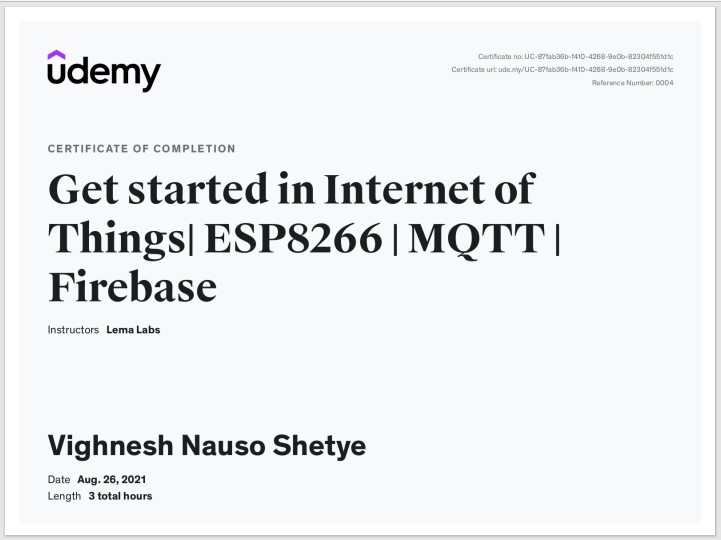 udemy
Certificate no: UC-87fab36b-f410-4268-9e0b-82304f551d1c
Certificate url: ude.my/UC-87fab36b-f410-4268-9e0b-82304f551d1c
Reference Number: 0004
CERTIFICATE OF COMPLETION
Get started in Internet of
Things| ESP8266 | MQTT |
Firebase
Instructors Lema Labs
Vighnesh Nauso Shetye
Date Aug. 26, 2021
Length 3 total hours